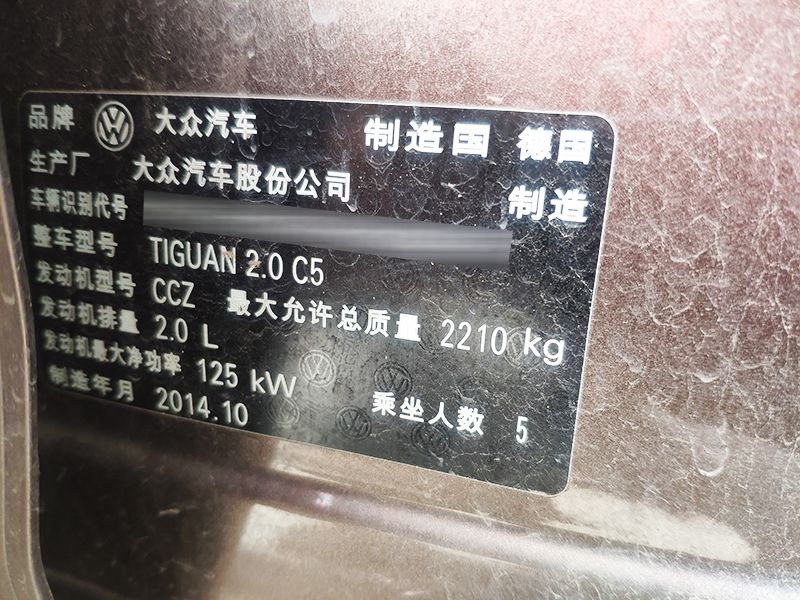 品牌 大众汽车 制造国 德国
生产厂 大众汽车股份公司 制造
车辆识别代号
整车型号 TIGUAN 2.0 C5
发动机型号 CCZ 最大允许总质量 2210 kg
发动机排量 2.0 L
发动机最大净功率 125 kW
制造年月 2014.10 乘坐人数 5